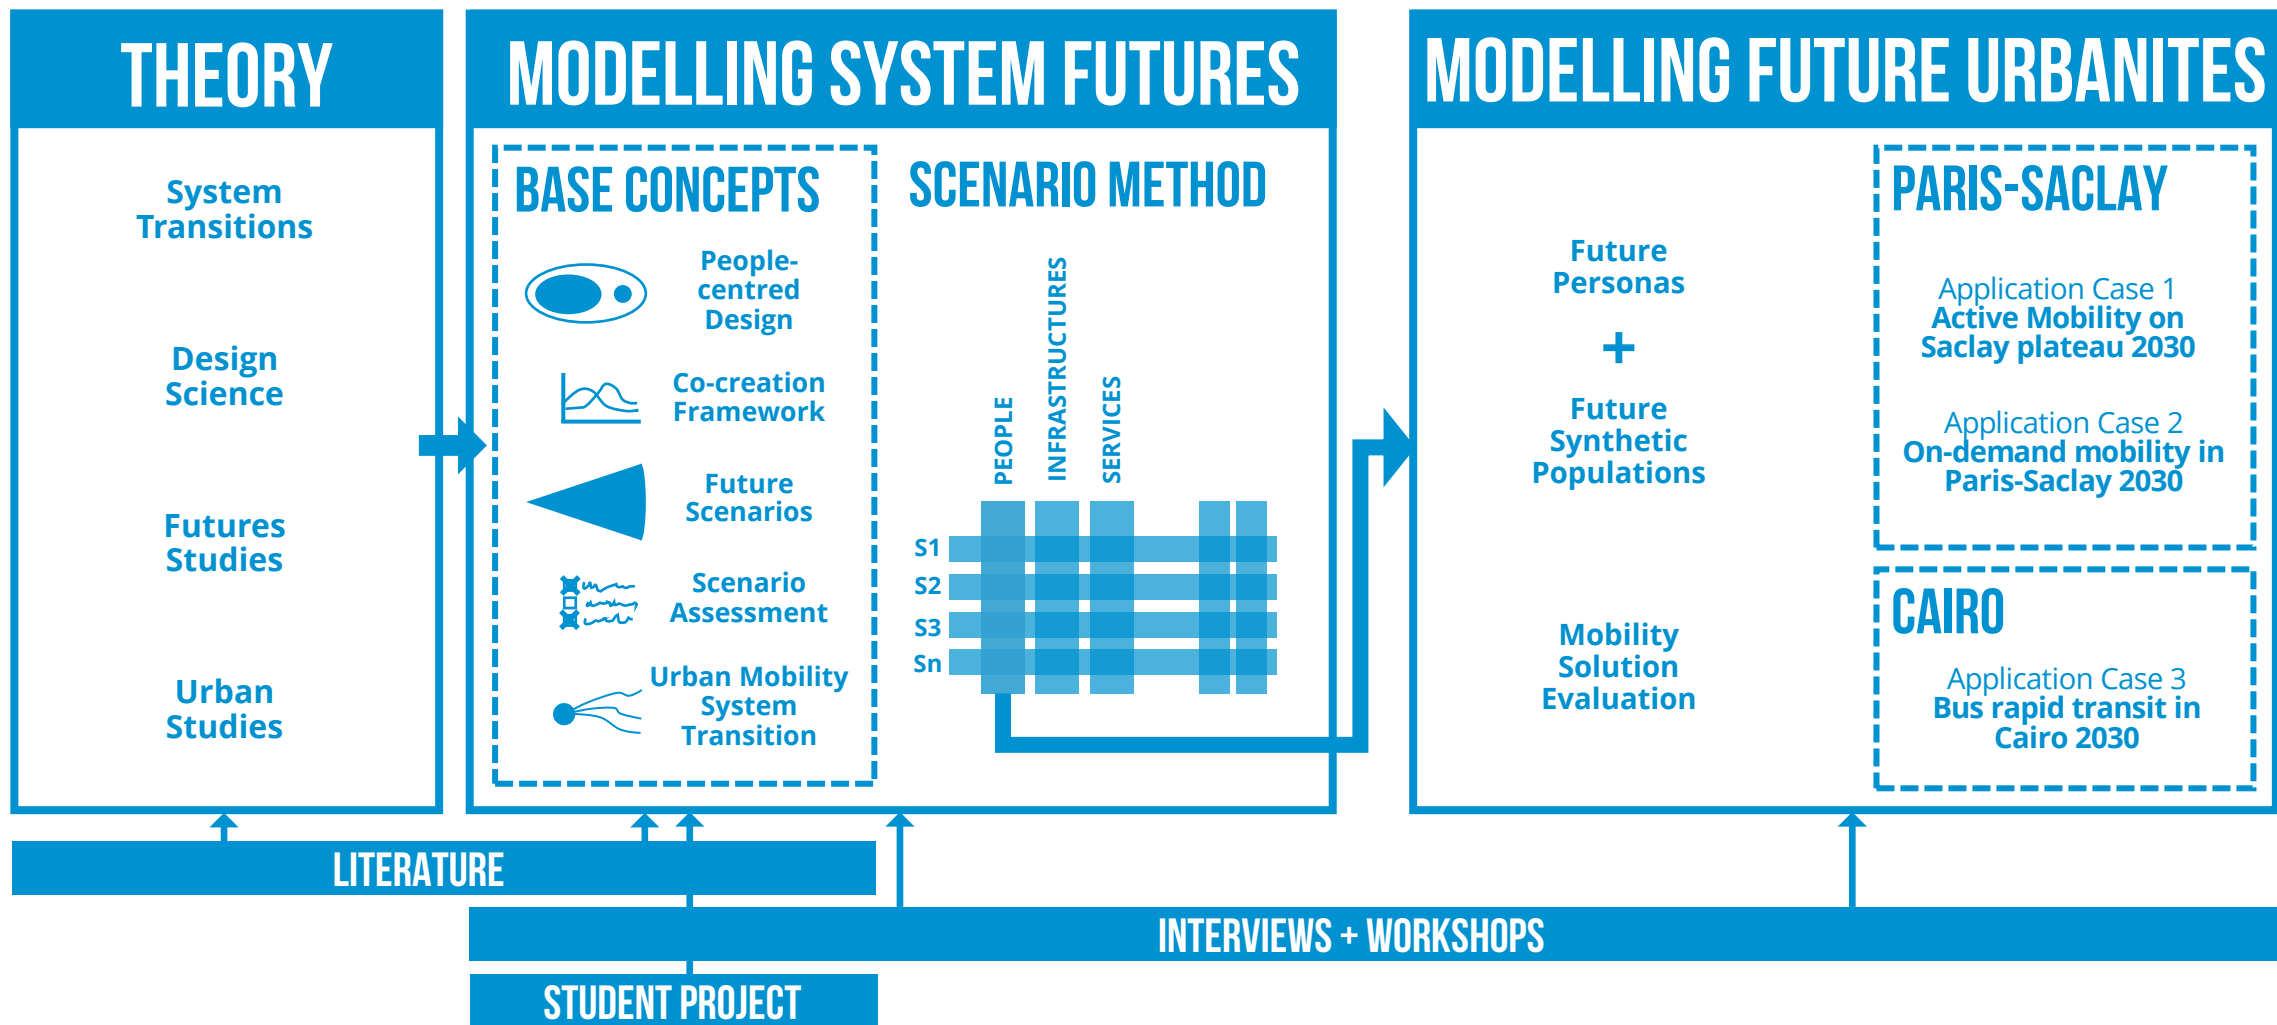 THEORY
System
Transitions
Design
Science
Futures
Studies
Urban
Studies
MODELLING SYSTEM FUTURES
BASE CONCEPTS
People-
centred
Design
Co-creation
Framework
Future
Scenarios
Scenario
Assessment
Urban Mobility
System
Transition
SCENARIO METHOD
PEOPLE
INFRASTRUCTURES
SERVICES
S1
S2
S3
Sn
MODELLING FUTURE URBANITES
Future
Personas
+
Future
Synthetic
Populations
Mobility
Solution
Evaluation
PARIS-SACLAY
Application Case 1
Active Mobility on
Saclay plateau 2030
Application Case 2
On-demand mobility in
Paris-Saclay 2030
CAIRO
Application Case 3
Bus rapid transit in
Cairo 2030
LITERATURE
INTERVIEWS + WORKSHOPS
STUDENT PROJECT